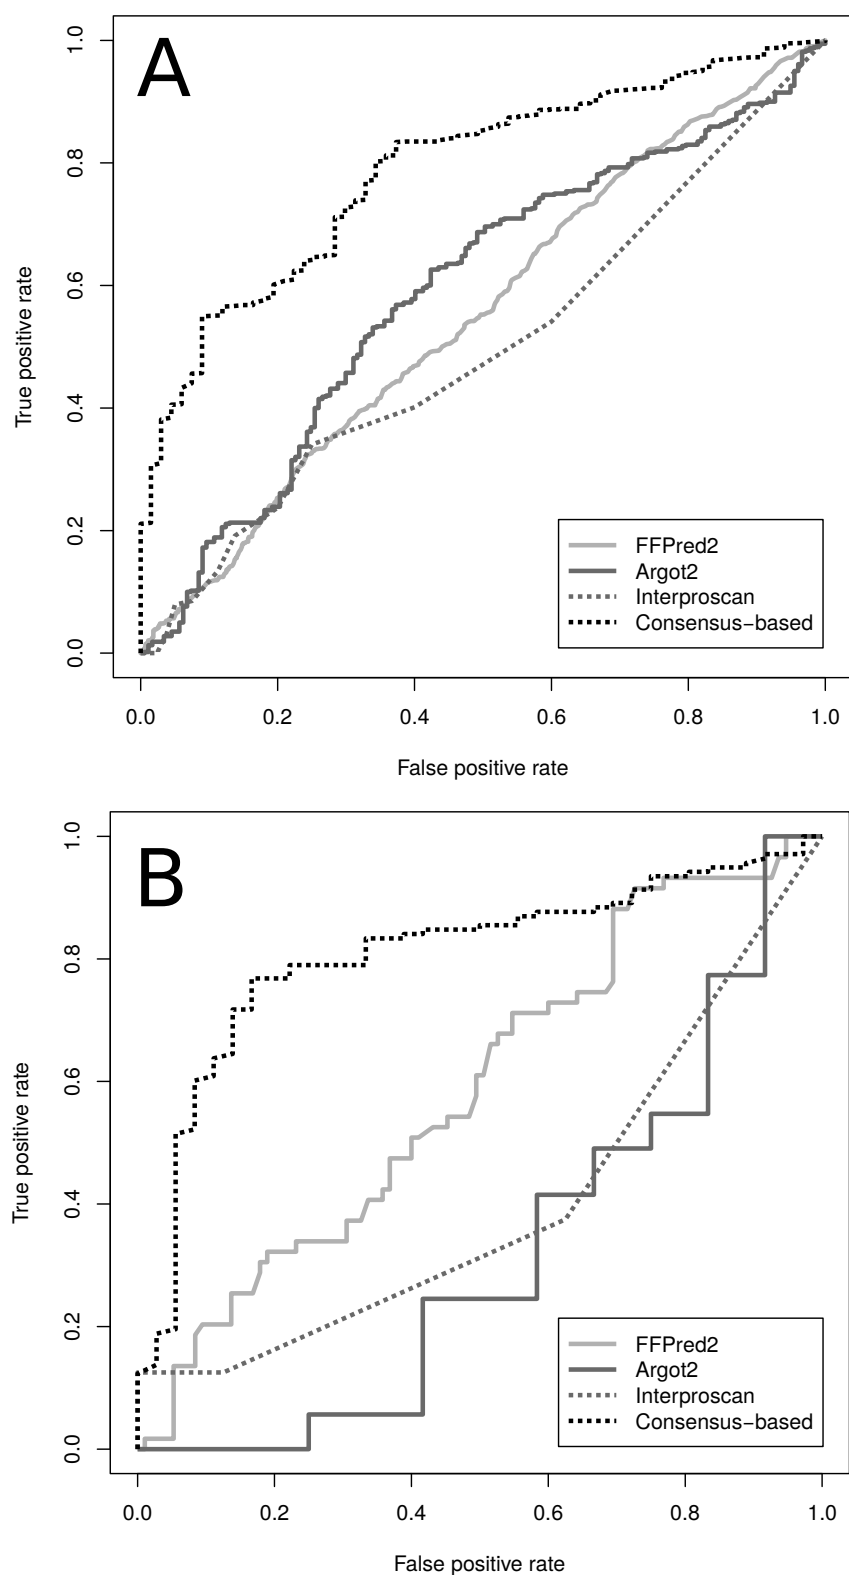 A
1.0
0.8
0.6
0.4
0.2
0.0
True positive rate
FFPred2
Argot2
Interproscan
Consensus−based
0.0 0.2 0.4 0.6 0.8 1.0
False positive rate
B
1.0
0.8
0.6
0.4
0.2
0.0
True positive rate
FFPred2
Argot2
Interproscan
Consensus−based
0.0 0.2 0.4 0.6 0.8 1.0
False positive rate